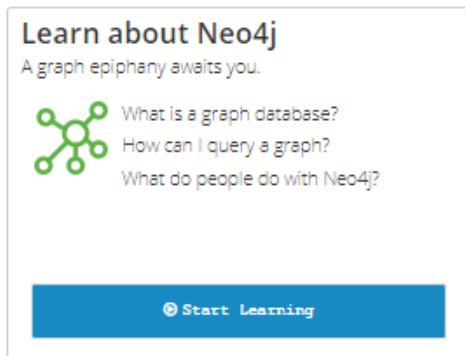 Learn about Neo4j
A graph epiphany awaits you.
What is a graph database?
How can I query a graph?
What do people do with Neo4j?
Start Learning